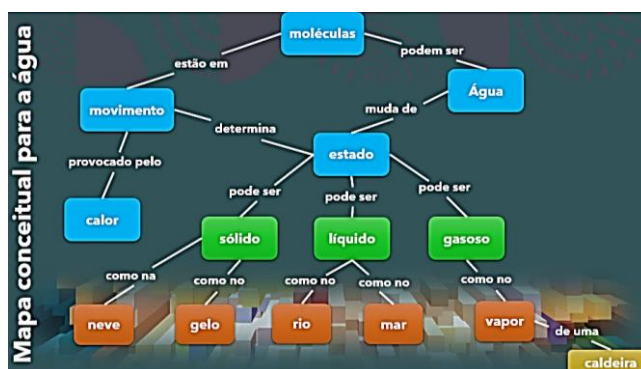 Mapa conceitual para a água
moléculas
estão em
podem ser
Água
movimento
muda de
determina
provocado pelo
estado
pode ser
pode ser
pode ser
calor
sólido
líquido
gasoso
como na
como no
como no
como no
como no
neve
gelo
rio
mar
vapor
de uma
caldeira